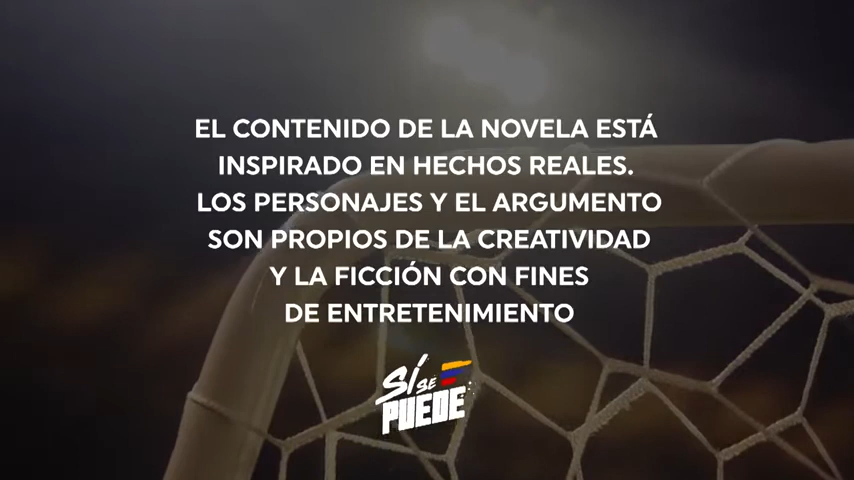 EL CONTENIDO DE LA NOVELA ESTÁ
INSPIRADO EN HECHOS REALES.
LOS PERSONAJES Y EL ARGUMENTO
SON PROPIOS DE LA CREATIVIDAD
Y LA FICCIÓN CON FINES
DE ENTRETENIMIENTO
SÍ SE
PUEDE